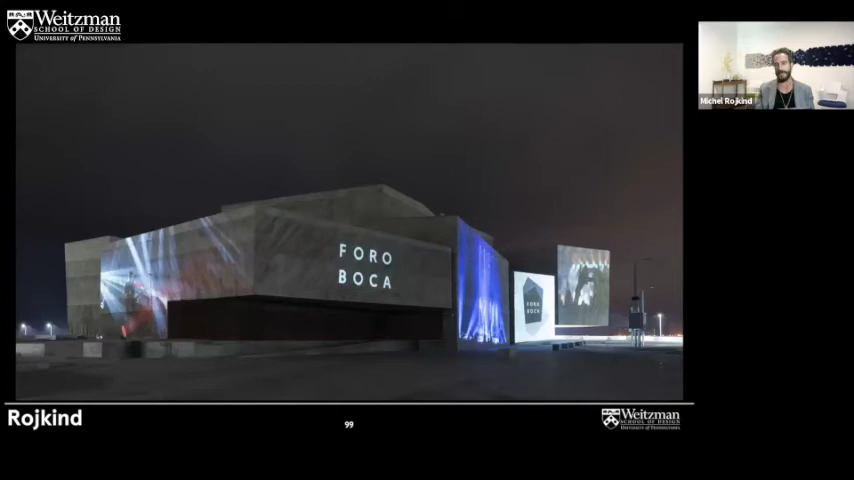 Weitzman
SCHOOL OF DESIGN
UNIVERSITY of PENNSYLVANIA
Michel Rojkind
FORO
BOCA
FORO
BOCA
Rojkind
99
Weitzman
SCHOOL OF DESIGN
UNIVERSITY of PENNSYLVANIA